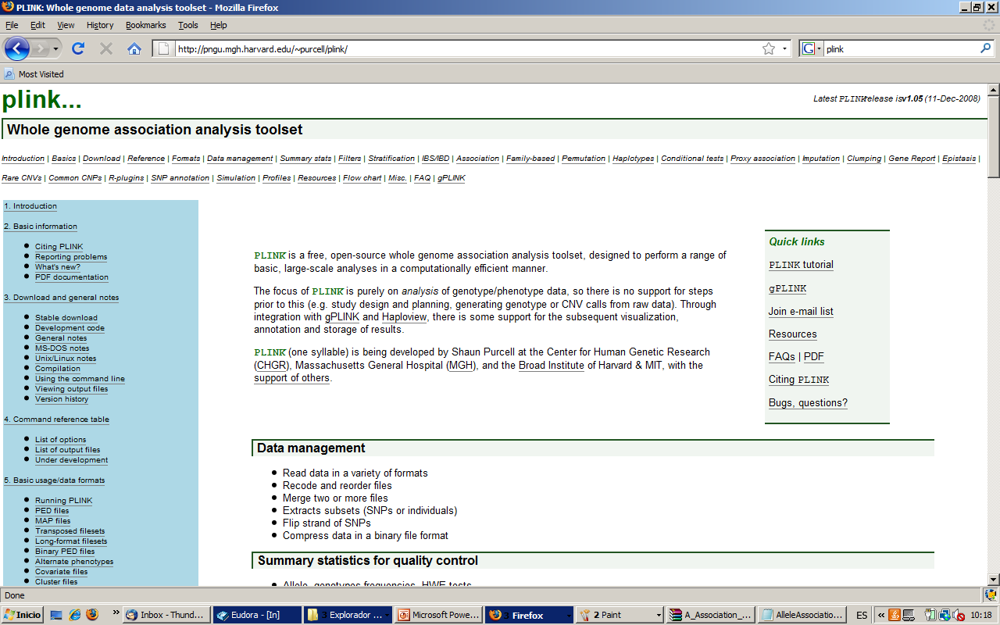 PLINK: Whole genome data analysis toolset - Mozilla Firefox
File Edit View History Bookmarks Tools Help
http://pngu.mgh.harvard.edu/~purcell/plink/
G plink
Most Visited
plink...
Latest PLINK release is v1.05 (11-Dec-2008)
Whole genome association analysis toolset
Introduction | Basics | Download | Reference | Formats | Data management | Summary stats | Filters | Stratification | IBS/IBD | Association | Family-based | Permutation | Haplotypes | Conditional tests | Proxy association | Imputation | Clumping | Gene Report | Epistasis |
Rare CNVs | Common CNPs | R-plugins | SNP annotation | Simulation | Profiles | Resources | Flow chart | Misc. | FAQ | gPLINK
1. Introduction
2. Basic information
Citing PLINK
Reporting problems
What's new?
PDF documentation
3. Download and general notes
Stable download
Development code
General notes
MS-DOS notes
Unix/Linux notes
Compilation
Using the command line
Viewing output files
Version history
4. Command reference table
List of options
List of output files
Under development
5. Basic usage/data formats
Running PLINK
PED files
MAP files
Transposed filesets
Long-format filesets
Binary PED files
Alternate phenotypes
Covariate files
Cluster files
PLINK is a free, open-source whole genome association analysis toolset, designed to perform a range of
basic, large-scale analyses in a computationally efficient manner.
The focus of PLINK is purely on analysis of genotype/phenotype data, so there is no support for steps
prior to this (e.g. study design and planning, generating genotype or CNV calls from raw data). Through
integration with gPLINK and Haploview, there is some support for the subsequent visualization,
annotation and storage of results.
PLINK (one syllable) is being developed by Shaun Purcell at the Center for Human Genetic Research
(CHGR), Massachusetts General Hospital (MGH), and the Broad Institute of Harvard & MIT, with the
support of others.
Quick links
PLINK tutorial
gPLINK
Join e-mail list
Resources
FAQs | PDF
Citing PLINK
Bugs, questions?
Data management
Read data in a variety of formats
Recode and reorder files
Merge two or more files
Extracts subsets (SNPs or individuals)
Flip strand of SNPs
Compress data in a binary file format
Summary statistics for quality control
Allele, genotypes frequencies, HWE tests
Done
Inicio » Inbox - Thund... Eudora - [In] 3 Explorador ... Microsoft Powe... 3 Firefox 2 Paint A_Association_... AlleleAssociatio... ES « 10:18